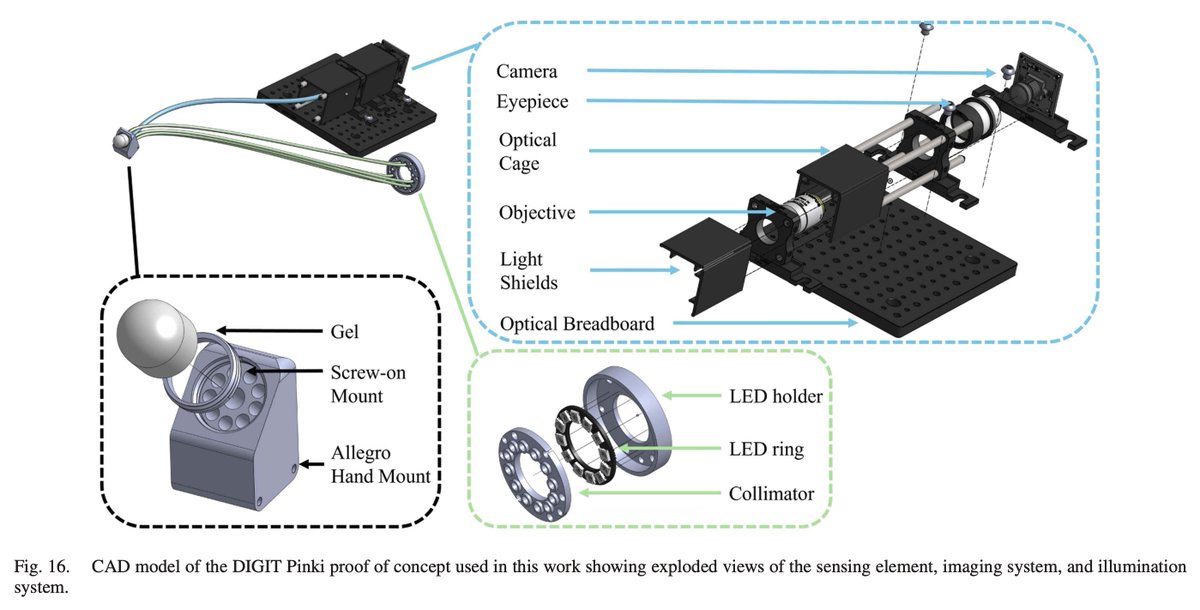 Camera
Eyepiece
Optical
Cage
Objective
Light
Shields
Optical Breadboard
Gel
Screw-on
Mount
Allegro
Hand Mount
LED holder
LED ring
Collimator
Fig. 16. CAD model of the DIGIT Pinki proof of concept used in this work showing exploded views of the sensing element, imaging system, and illumination
system.